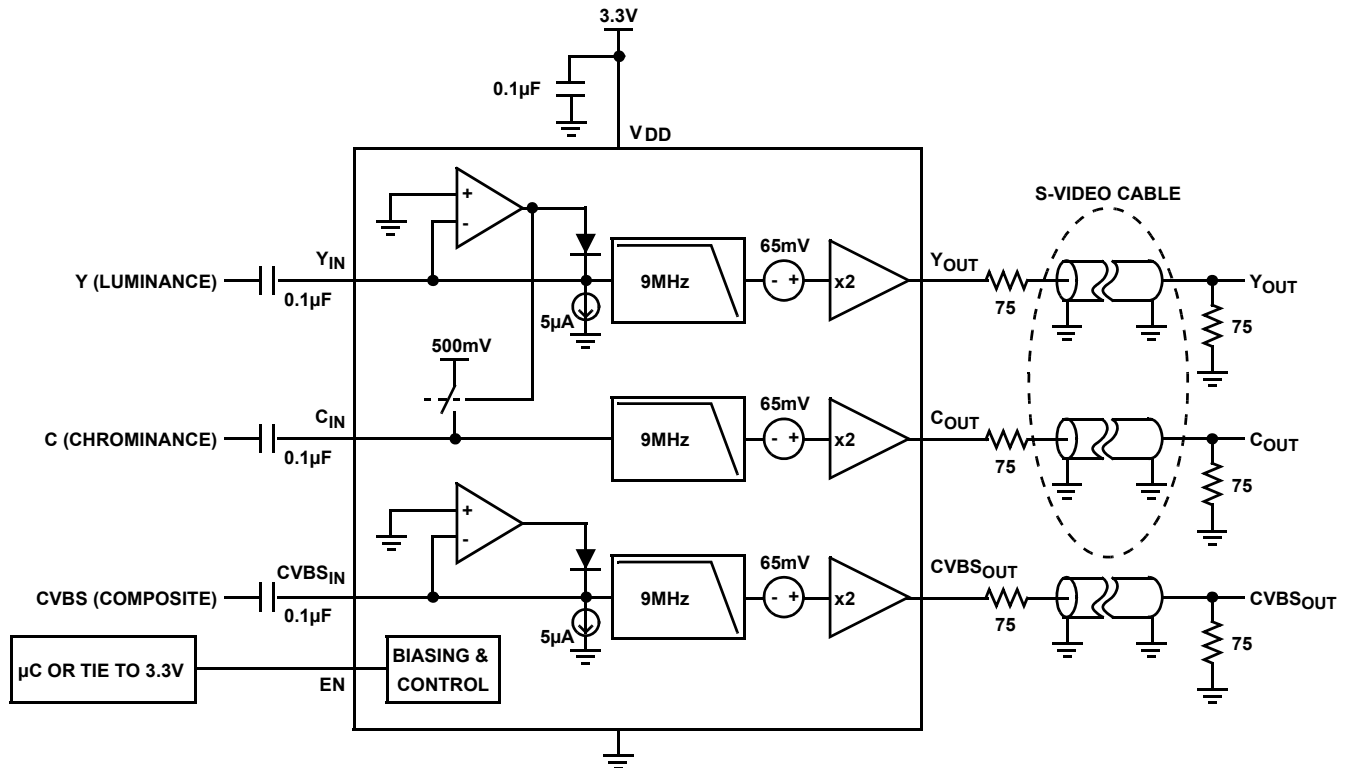 3.3V
0.1µF
VDD
S-VIDEO CABLE
+
-
65mV
YIN
YOUT
Y (LUMINANCE)
9MHz
- +
x2
YOUT
0.1µF
5µA
75
75
500mV
65mV
CIN
COUT
C (CHROMINANCE)
9MHz
- +
x2
COUT
0.1µF
75
75
+
-
65mV
CVBSIN
CVBSOUT
CVBS (COMPOSITE)
9MHz
- +
x2
CVBSOUT
0.1µF
5µA
75
75
µC OR TIE TO 3.3V
EN
BIASING &
CONTROL